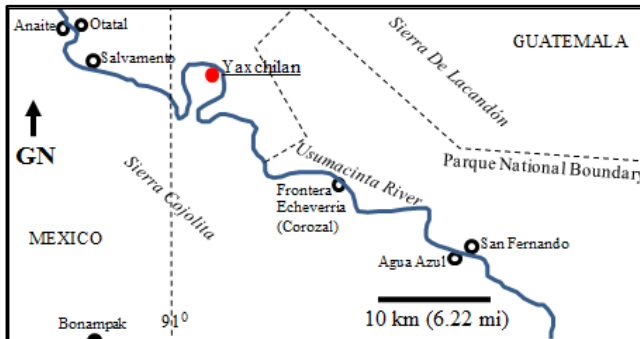 Anaite
Otatal
Salvamento
Yaxchilan
Sierra De Lacandón
GUATEMALA
GN
Sierra Cojolita
Usumacinta River
Parque National Boundary
Frontera
Echeverria
(Corozal)
MEXICO
San Fernando
Agua Azul
Bonampak
91⁰
10 km (6.22 mi)